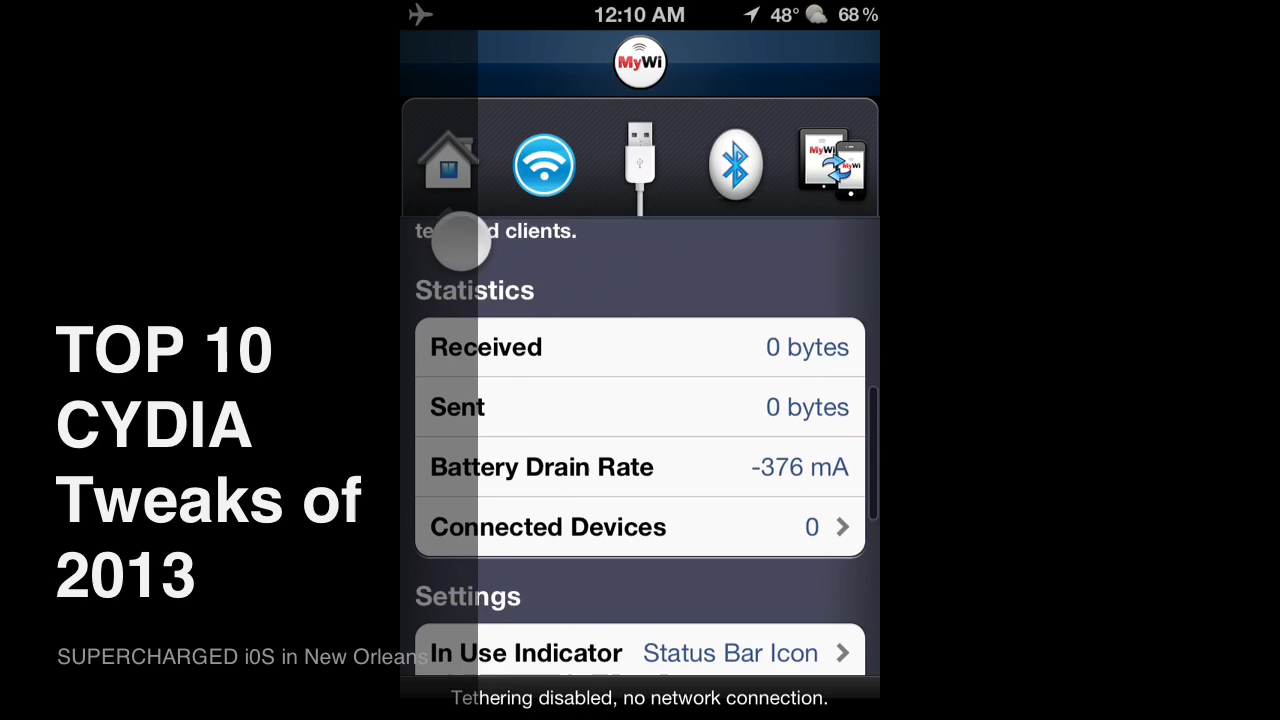 12:10 AM
48°
68 %
MyWi
MyWi
MyWi
clients.
Statistics
Received
0 bytes
Sent
0 bytes
Battery Drain Rate
-376 mA
Connected Devices
0
Settings
In Use Indicator
Status Bar Icon
Tethering disabled, no network connection.
TOP 10
CYDIA
Tweaks of
2013
SUPERCHARGED i0S in New Orleans